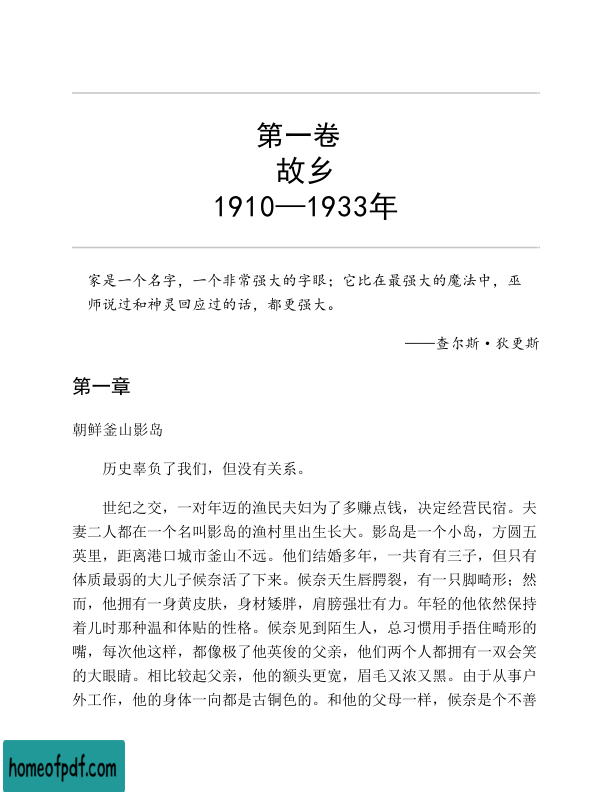 第一卷
故乡
1910—1933年
家是一个名字，一个非常强大的字眼；它比在最强大的魔法中，巫
师说过和神灵回应过的话，都更强大。
——查尔斯·狄更斯
第一章
朝鲜釜山影岛
历史辜负了我们，但没有关系。
世纪之交，一对年迈的渔民夫妇为了多赚点钱，决定经营民宿。夫
妻二人都在一个名叫影岛的渔村里出生长大。影岛是一个小岛，方圆五
英里，距离港口城市釜山不远。他们结婚多年，一共育有三子，但只有
体质最弱的大儿子候奈活了下来。候奈天生唇腭裂，有一只脚畸形；然
而，他拥有一身黄皮肤，身材矮胖，肩膀强壮有力。年轻的他依然保持
着儿时那种温和体贴的性格。候奈见到陌生人，总习惯用手捂住畸形的
嘴，每次他这样，都像极了他英俊的父亲，他们两个人都拥有一双会笑
的大眼睛。相比较起父亲，他的额头更宽，眉毛又浓又黑。由于从事户
外工作，他的身体一向都是古铜色的。和他的父母一样，候奈是个不善
homeofpdf.com